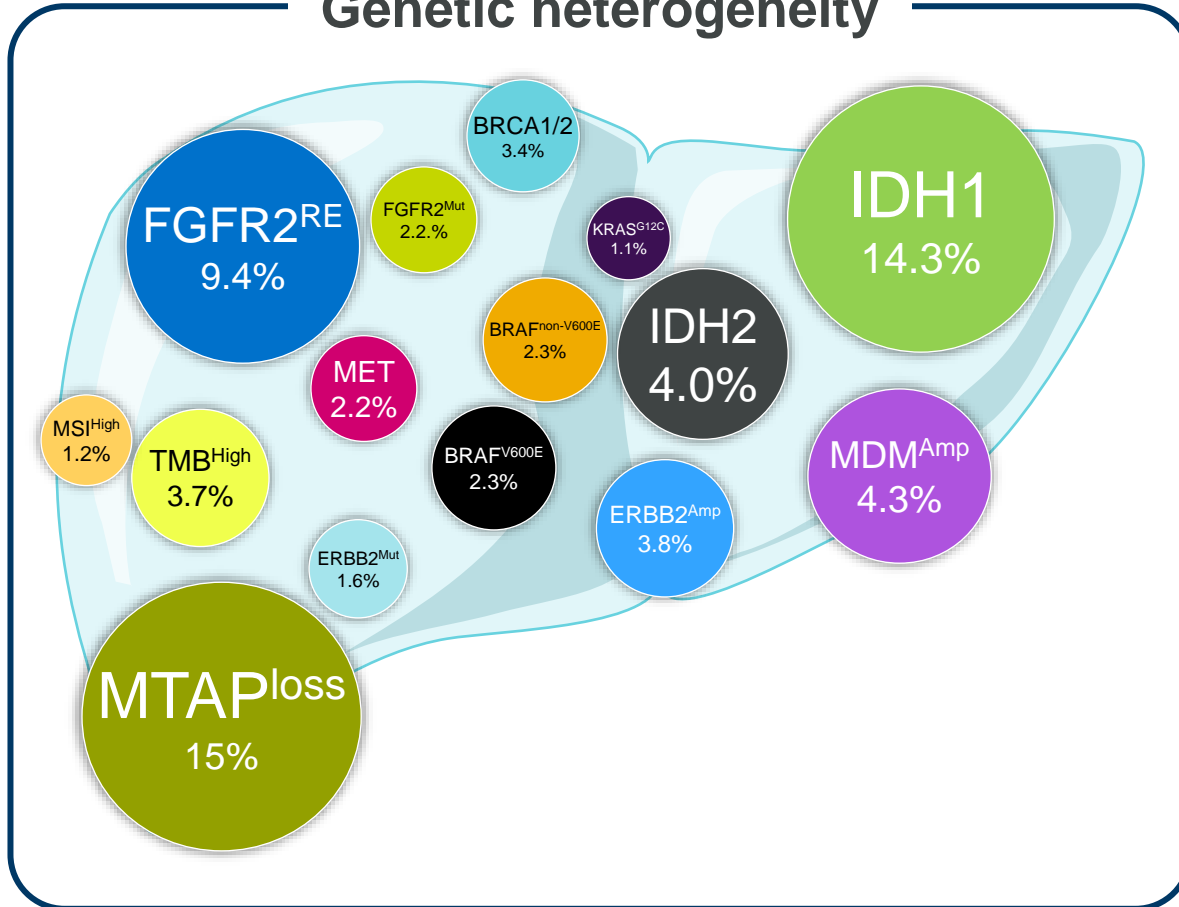 Genetic heterogeneity
BRCA1/2
3.4%
IDH1
14.3%
FGFR2RE
9.4%
FGFR2Mut
2.2.%
KRASG12C
1.1%
BRAFnon-V600E
2.3%
IDH2
4.0%
MET
2.2%
MSIHigh
1.2%
TMBHigh
3.7%
BRAFV600E
2.3%
MDMAmp
4.3%
ERBB2Amp
3.8%
ERBB2Mut
1.6%
MTAPloss
15%